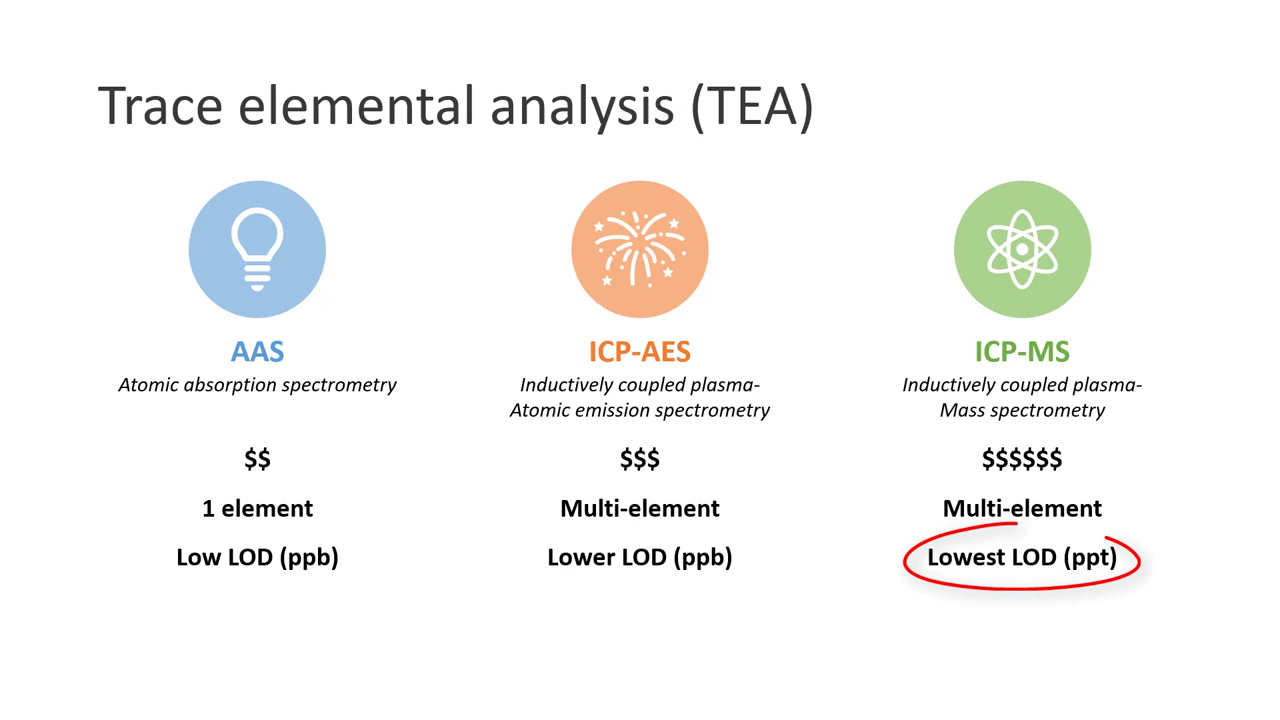 Trace elemental analysis (TEA)
AAS
Atomic absorption spectrometry
$$
1 element
Low LOD (ppb)
ICP-AES
Inductively coupled plasma-
Atomic emission spectrometry
$$$
Multi-element
Lower LOD (ppb)
ICP-MS
Inductively coupled plasma-
Mass spectrometry
$$$$$$
Multi-element
Lowest LOD (ppt)